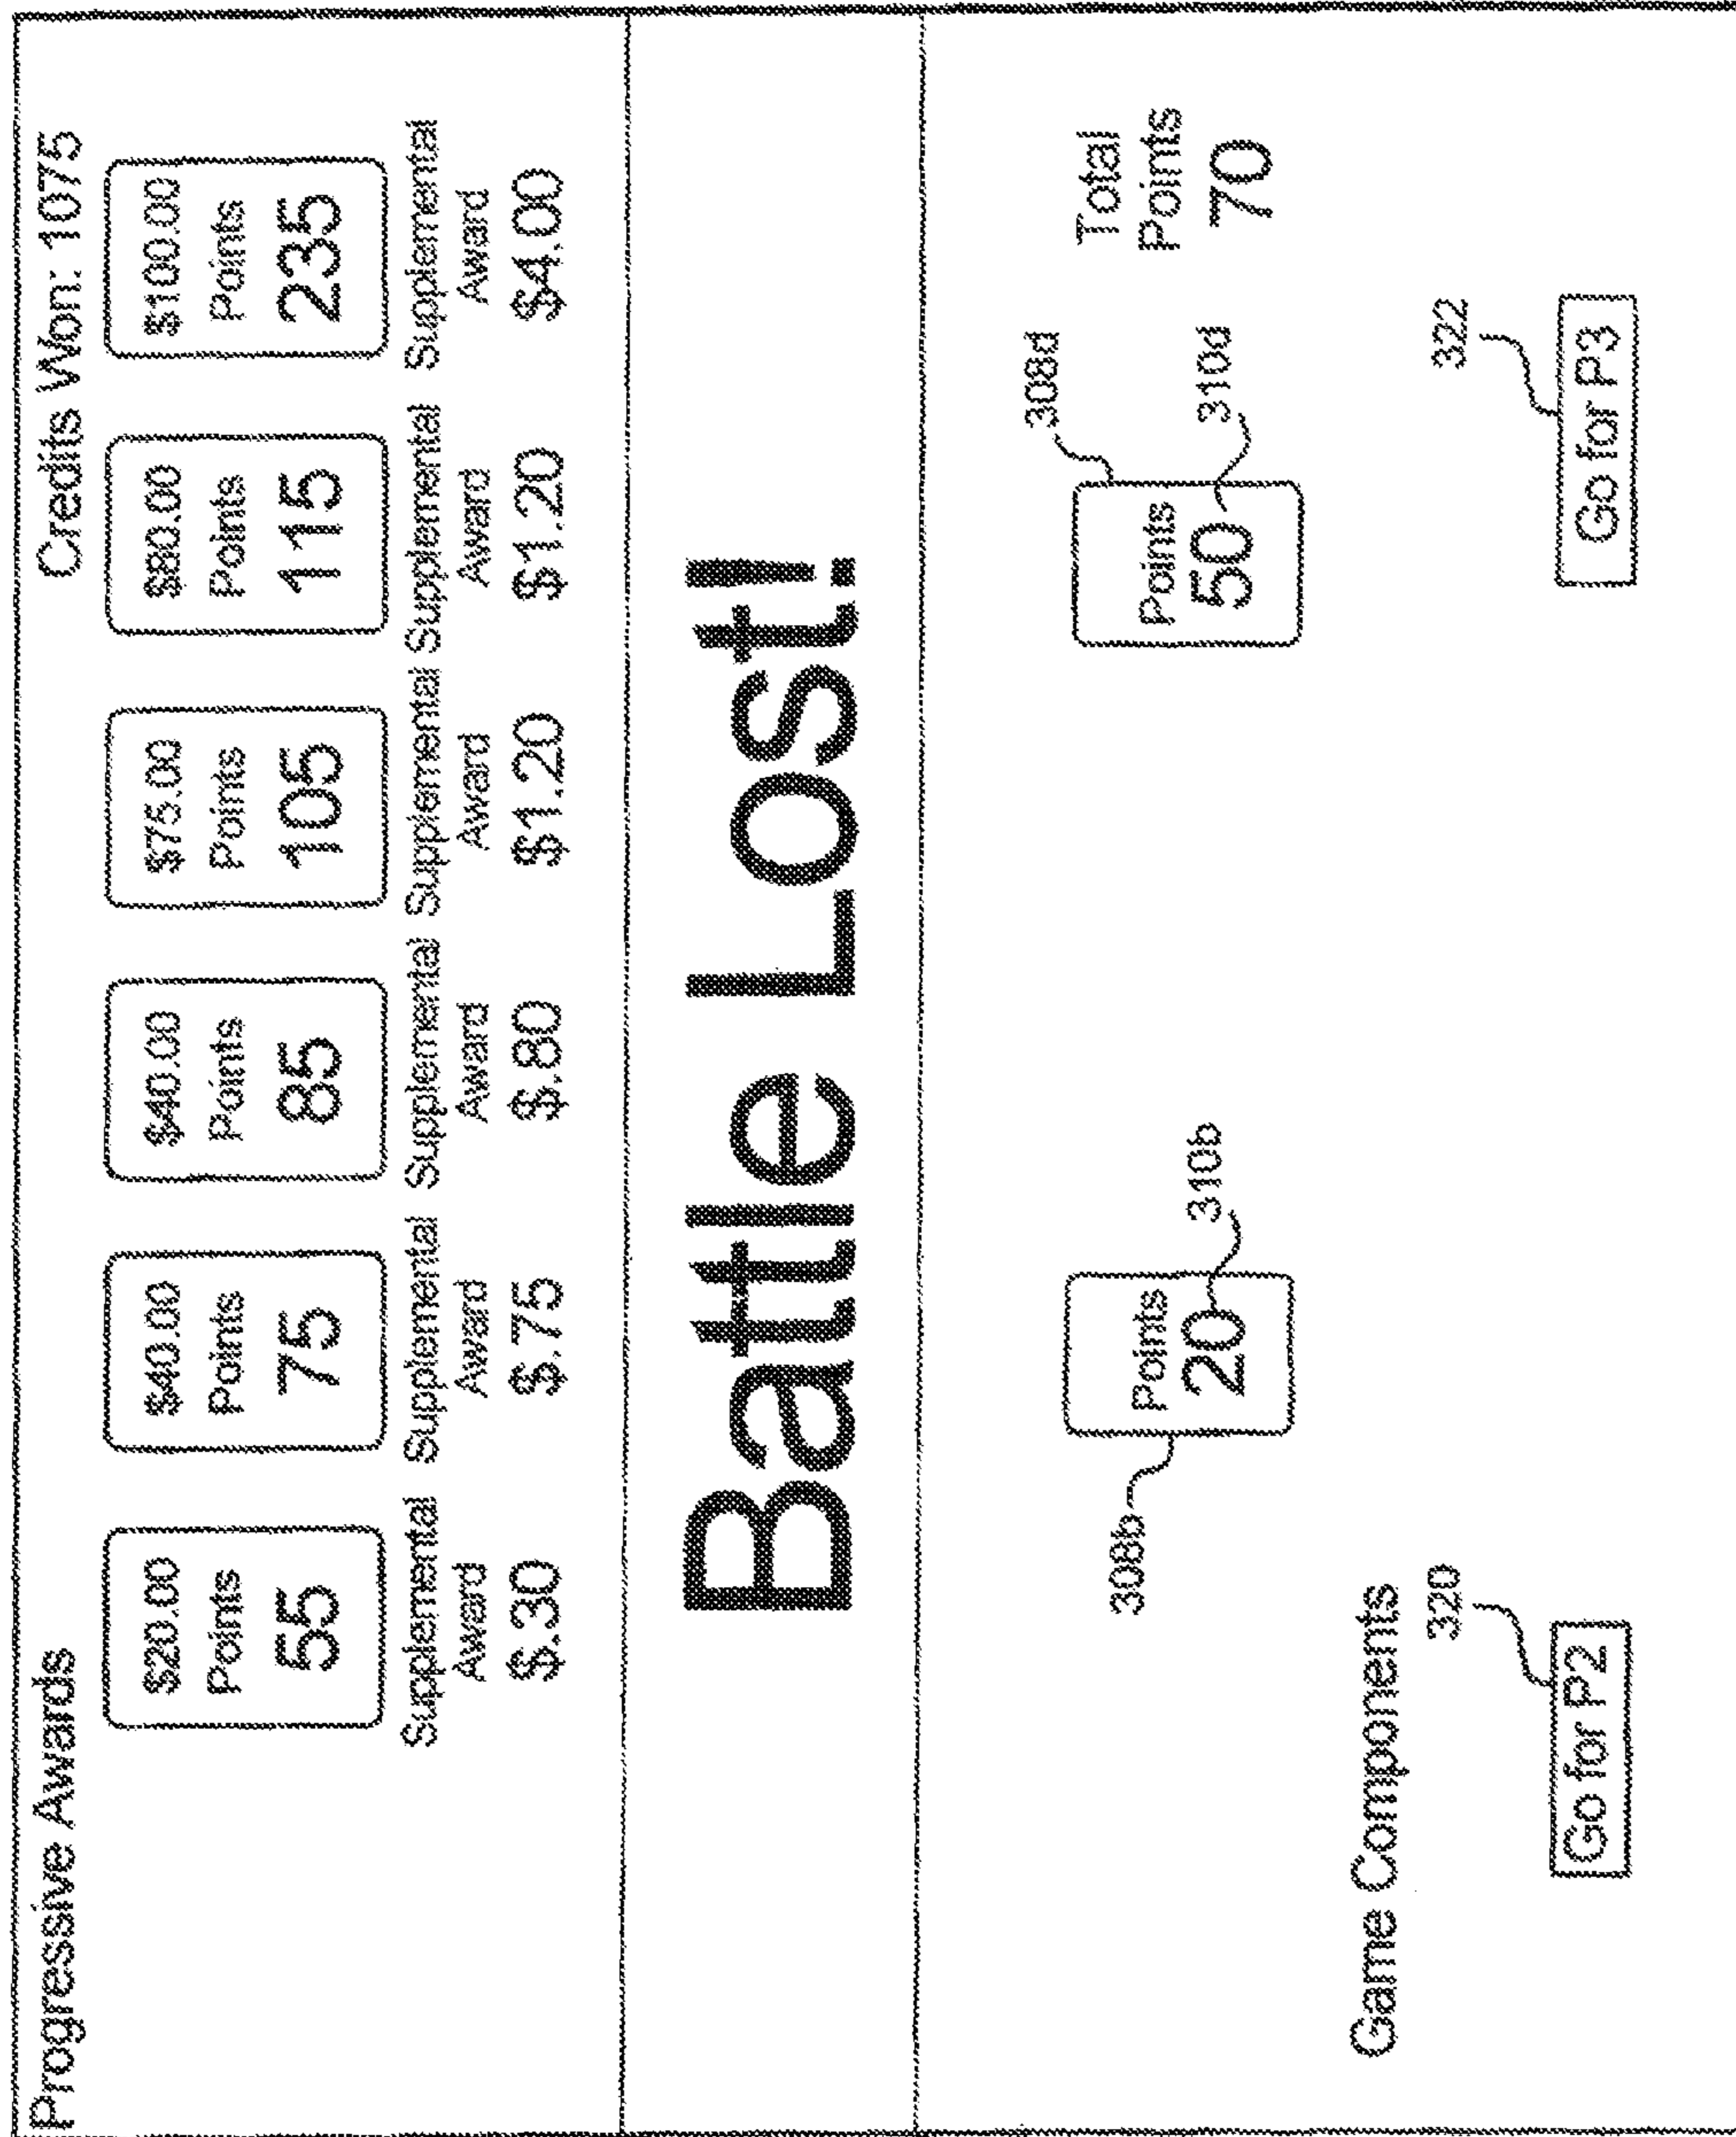 Progressive Awards
Credits Won: 1075
$20.00
Points
55
Supplemental
Award
$.30
$40.00
Points
75
Supplemental
Award
$.75
$40.00
Points
85
Supplemental
Award
$.80
$75.00
Points
105
Supplemental
Award
$1.20
$80.00
Points
115
Supplemental
Award
$1.20
$100.00
Points
235
Supplemental
Award
$4.00
Battle Lost!
308b
Points
20
310b
308d
Points
50
310d
Total
Points
70
Game Components
320
Go for P2
322
Go for P3